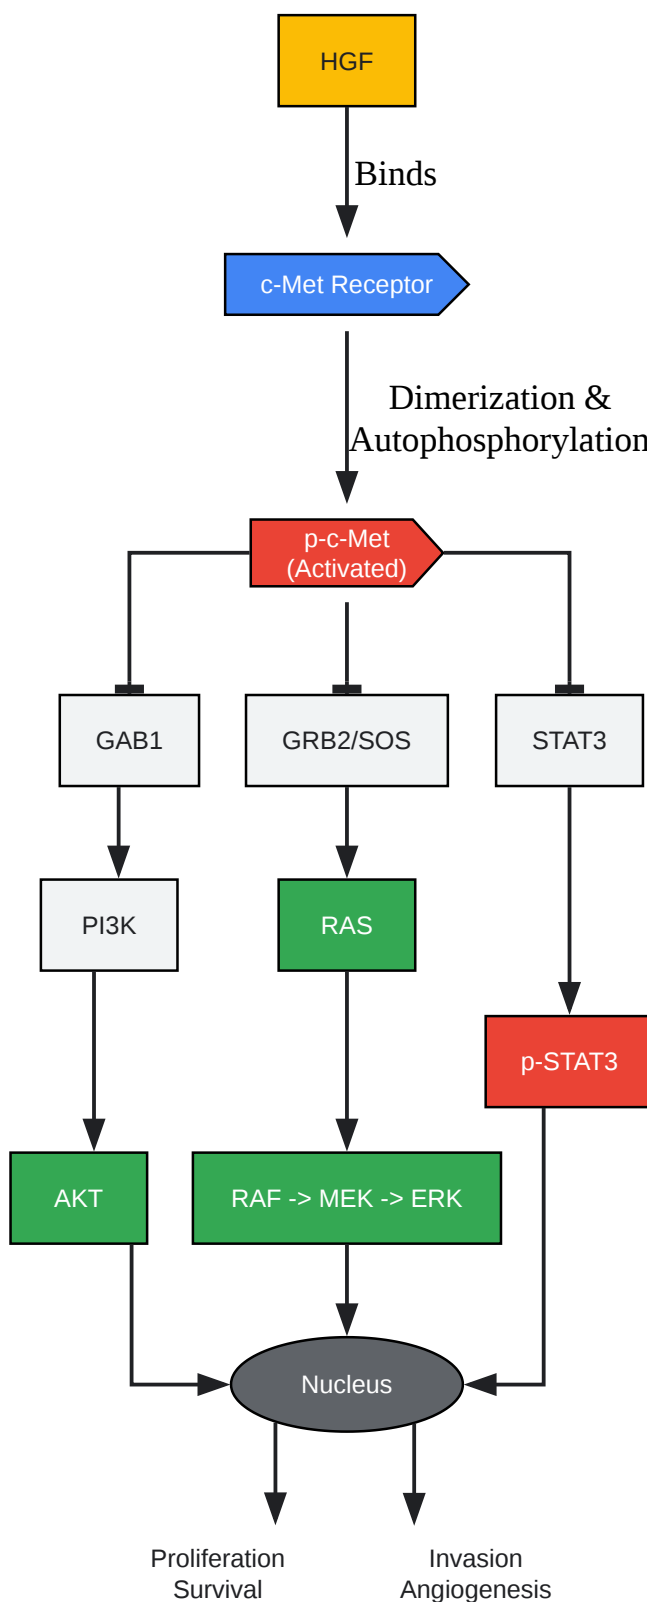 HGF
Binds
c-Met Receptor
Dimerization &
Autophosphorylation
p-c-Met
(Activated)
GAB1
GRB2/SOS
STAT3
PI3K
RAS
p-STAT3
AKT
RAF -> MEK -> ERK
Nucleus
Proliferation
Survival
Invasion
Angiogenesis